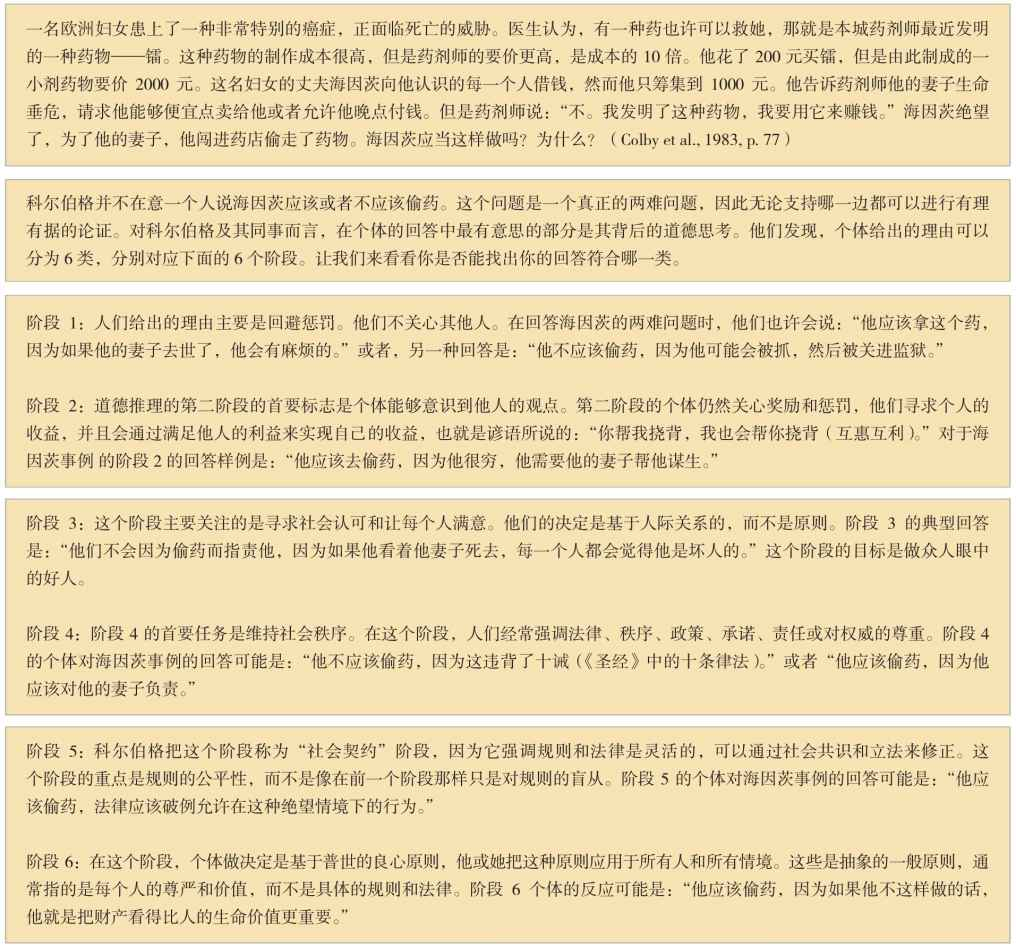 一名欧洲妇女患上了一种非常特别的癌症，正面临死亡的威胁。医生认为，有一种药也许可以救她，那就是本城药剂师最近发明
的一种药物——镭。这种药物的制作成本很高，但是药剂师的要价更高，是成本的 10 倍。他花了 200 元买镭，但是由此制成的一
小剂药物要价 2000 元。这名妇女的丈夫海因茨向他认识的每一个人借钱，然而他只筹集到 1000 元。他告诉药剂师他的妻子生命
垂危，请求他能够便宜点卖给他或者允许他晚点付钱。但是药剂师说：“不。我发明了这种药物，我要用它来赚钱。” 海因茨绝望
了，为了他的妻子，他闯进药店偷走了药物。海因茨应当这样做吗？为什么？（Colby et al., 1983, p. 77）
科尔伯格并不在意一个人说海因茨应该或者不应该偷药。这个问题是一个真正的两难问题，因此无论支持哪一边都可以进行有理
有据的论证。对科尔伯格及其同事而言，在个体的回答中最有意思的部分是其背后的道德思考。他们发现，个体给出的理由可以
分为 6 类，分别对应下面的 6 个阶段。让我们来看看你是否能找出你的回答符合哪一类。
阶段 1：人们给出的理由主要是回避惩罚。他们不关心其他人。在回答海因茨的两难问题时，他们也许会说：“他应该拿这个药，
因为如果他的妻子去世了，他会有麻烦的。” 或者，另一种回答是：“他不应该偷药，因为他可能会被抓，然后被关进监狱。”
阶段 2：道德推理的第二阶段的首要标志是个体能够意识到他人的观点。第二阶段的个体仍然关心奖励和惩罚，他们寻求个人的
收益，并且会通过满足他人的利益来实现自己的收益，也就是谚语所说的：“你帮我挠背，我也会帮你挠背（互惠互利）。” 对于海
因茨事例 的阶段 2 的回答样例是：“他应该去偷药，因为他很穷，他需要他的妻子帮他谋生。”
阶段 3：这个阶段主要关注的是寻求社会认可和让每个人满意。他们的决定是基于人际关系的，而不是原则。阶段 3 的典型回答
是：“他们不会因为偷药而指责他，因为如果他看着他妻子死去，每一个人都会觉得他是坏人的。” 这个阶段的目标是做众人眼中
的好人。
阶段 4：阶段 4 的首要任务是维持社会秩序。在这个阶段，人们经常强调法律、秩序、政策、承诺、责任或对权威的尊重。阶段 4
的个体对海因茨事例的回答可能是：“他不应该偷药，因为这违背了十诫（《圣经》中的十条律法）。” 或者 “他应该偷药，因为他
应该对他的妻子负责。”
阶段 5：科尔伯格把这个阶段称为 “社会契约” 阶段，因为它强调规则和法律是灵活的，可以通过社会共识和立法来修正。这
个阶段的重点是规则的公平性，而不是像在前一个阶段那样只是对规则的盲从。阶段 5 的个体对海因茨事例的回答可能是：“他应
该偷药，法律应该破例允许在这种绝望情境下的行为。”
阶段 6：在这个阶段，个体做决定是基于普世的良心原则，他或她把这种原则应用于所有人和所有情境。这些是抽象的一般原则，通
常指的是每个人的尊严和价值，而不是具体的规则和法律。阶段 6 个体的反应可能是：“他应该偷药，因为如果他不这样做的话，
他就是把财产看得比人的生命价值更重要。”